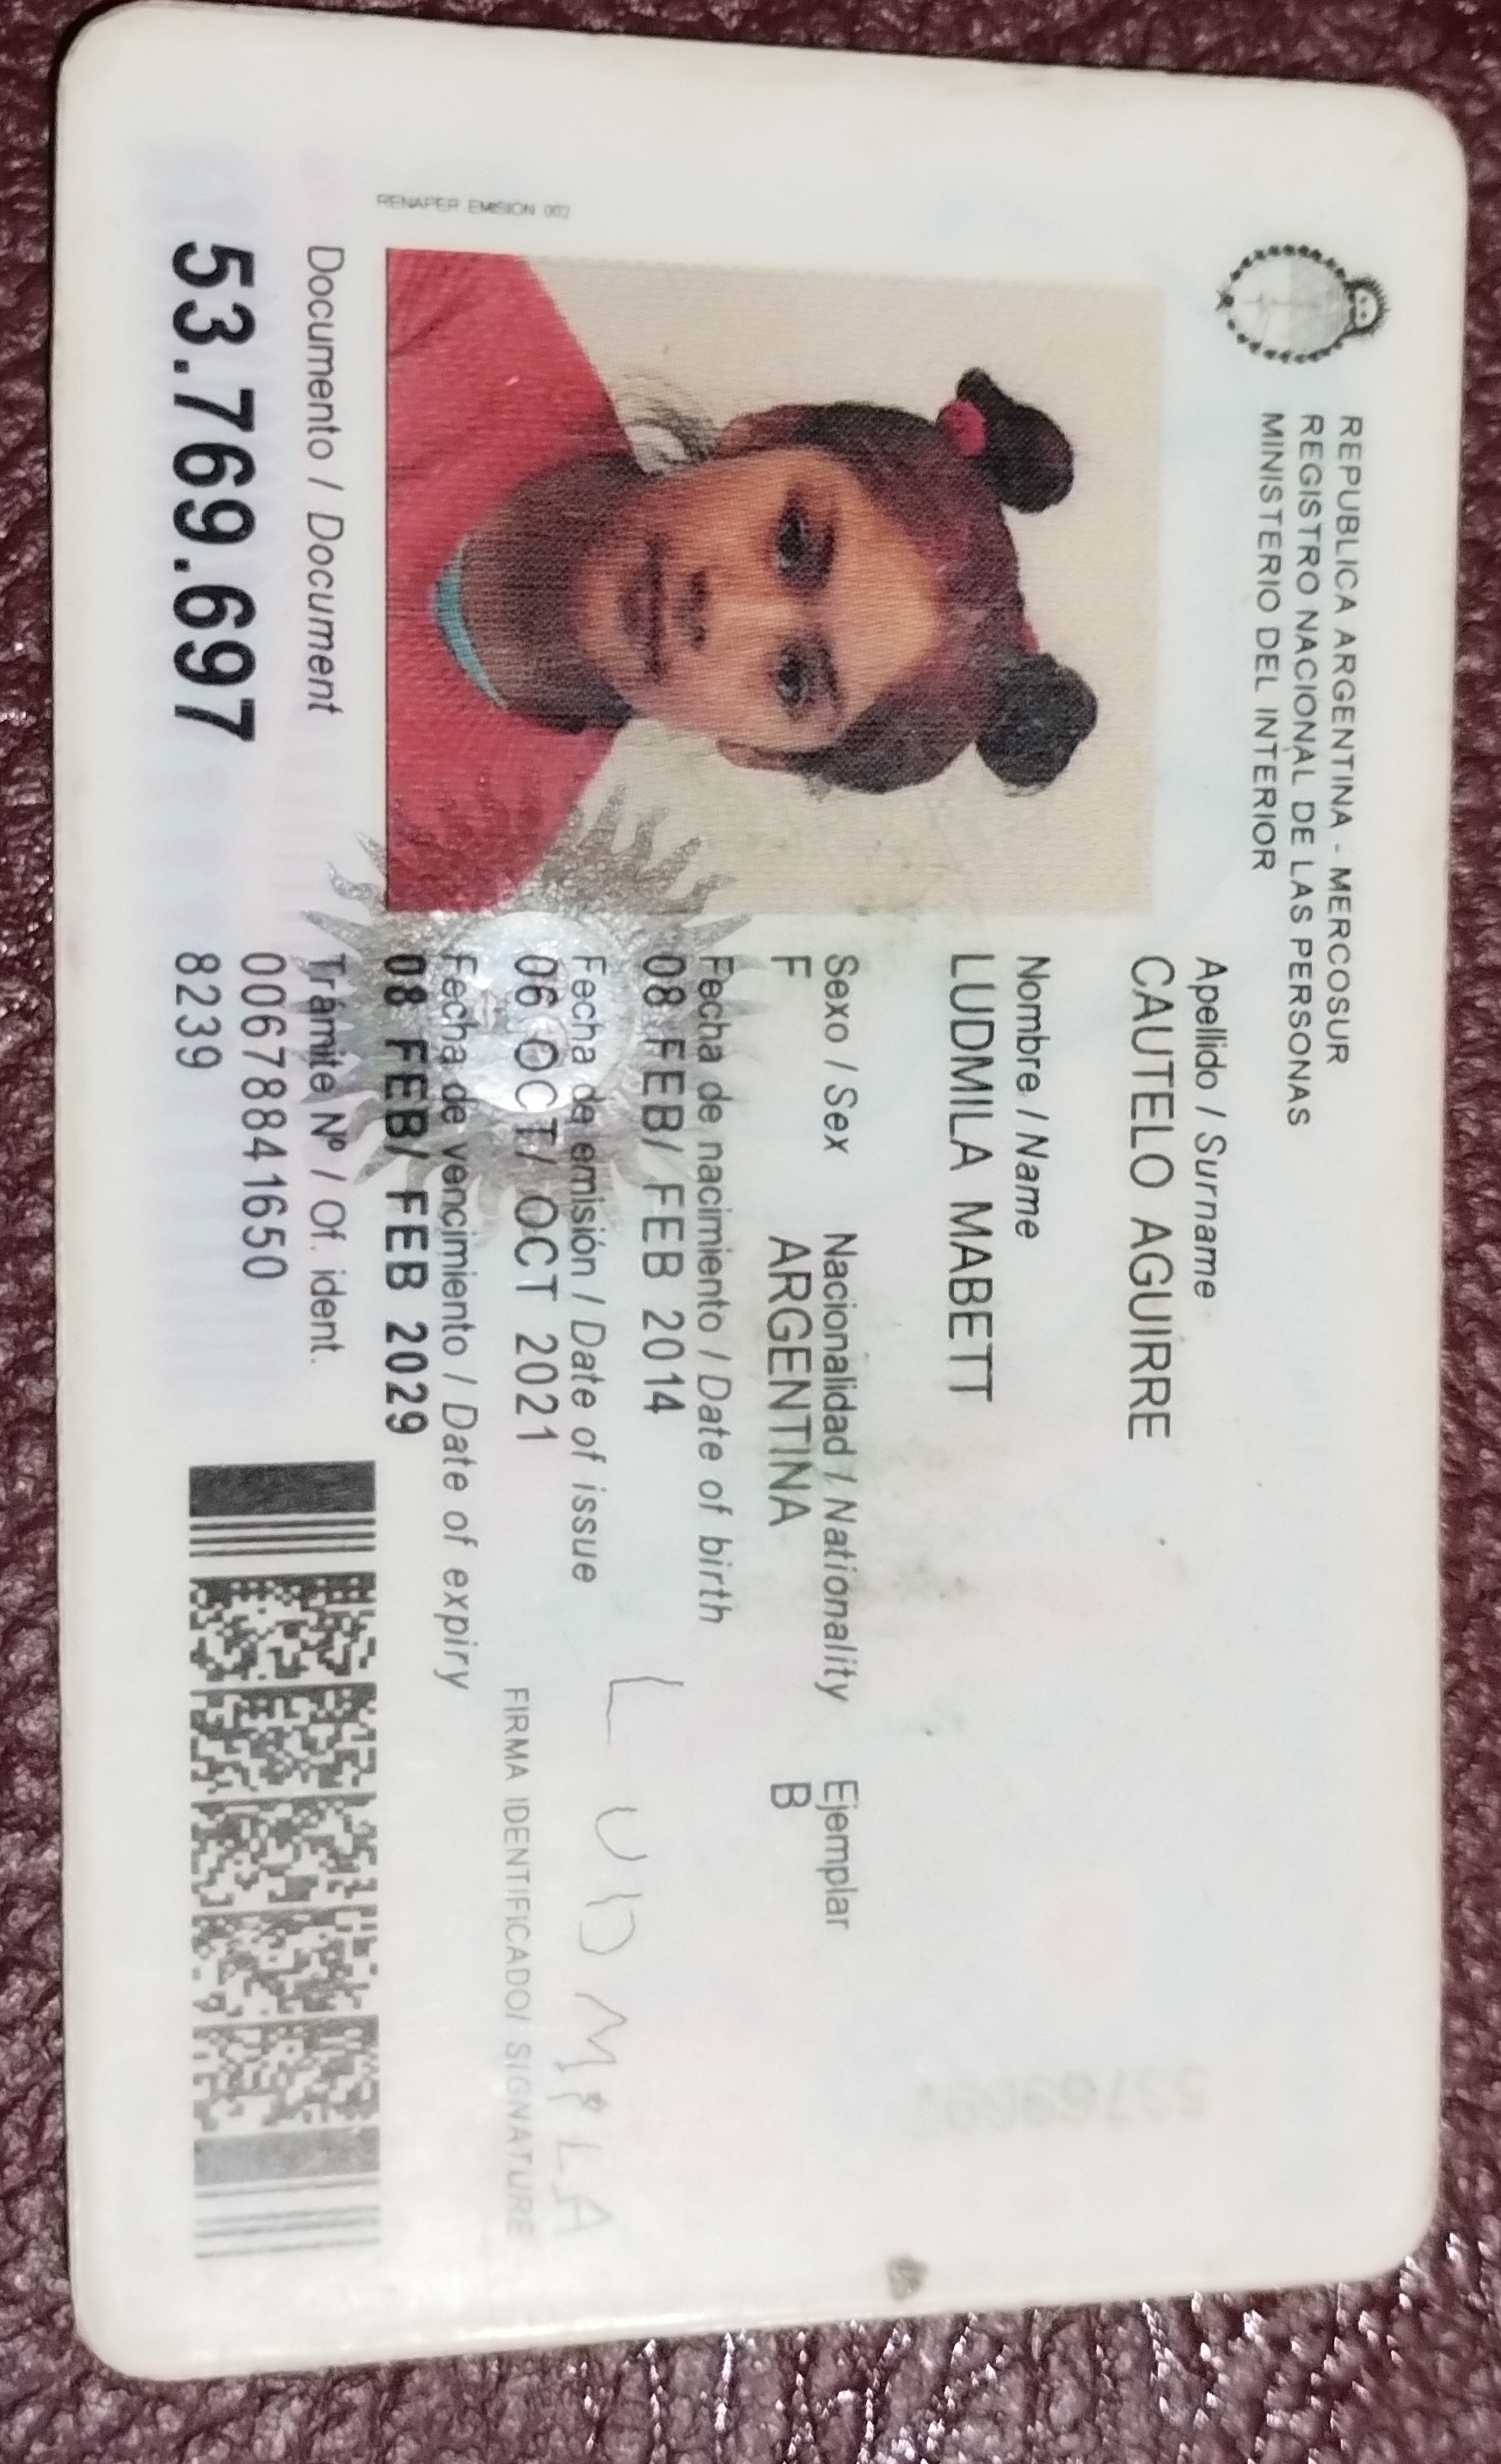 REPUBLICA ARGENTINA - MERCOSUR
REGISTRO NACIONAL DE LAS PERSONAS
MINISTERIO DEL INTERIOR
Apellido / Surname
CAUTELO AGUIRRE
Nombre / Name
LUDMILA MABETT
Sexo / Sex Nacionalidad / Nationality Ejemplar
F ARGENTINA B
Fecha de nacimiento / Date of birth
08 FEB/ FEB 2014
Fecha de emisión / Date of issue
06 OCT/ OCT 2021
Fecha de vencimiento / Date of expiry
08 FEB/ FEB 2029
LUDMiLA
FIRMA IDENTIFICADO/ SIGNATURE
RENAPER EMISIÓN 002
Documento / Document
53.769.697
Trámite Nº / Of. ident.
00678841650
8239